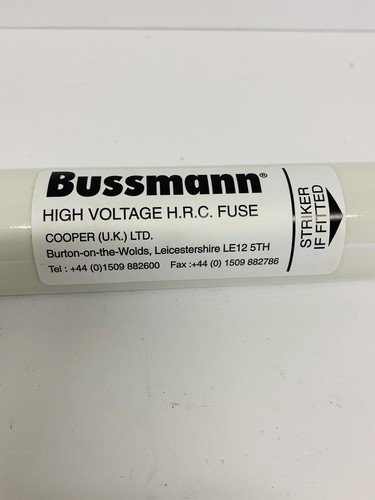 Bussmann®
HIGH VOLTAGE H.R.C. FUSE
COOPER (U.K.) LTD.
Burton-on-the-Wolds, Leicestershire LE12 5TH
Tel : +44 (0)1509 882600 Fax :+44 (0) 1509 882786
STRIKER
IF FITTED